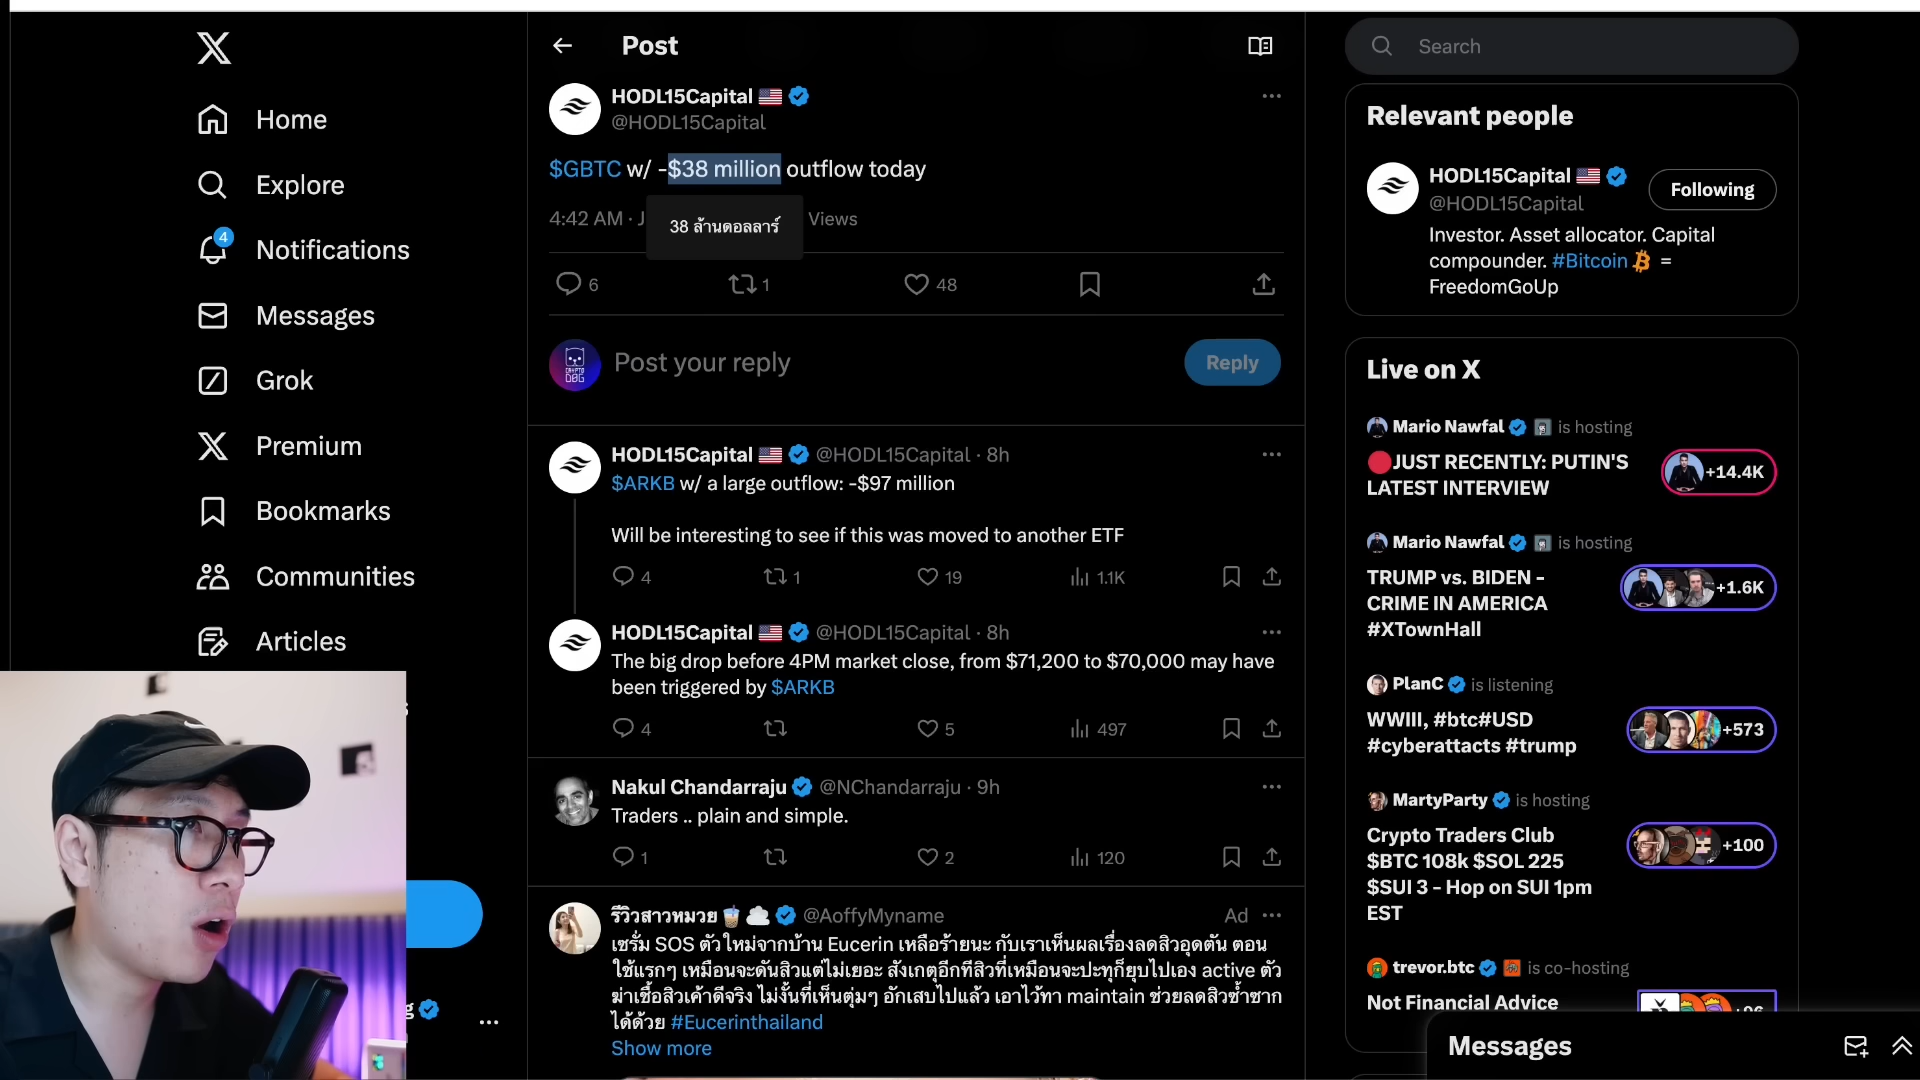 Home
Explore
4
Notifications
Messages
Grok
Premium
Bookmarks
Communities
Articles
Post
HODL15Capital
@HODL15Capital
$GBTC w/ -$38 million outflow today
4:42 AM · J
Views
38 ล้านดอลลาร์
6
1
48
Post your reply
Reply
CRYPTO
DOG
HODL15Capital @HODL15Capital · 8h
$ARKB w/ a large outflow: -$97 million
Will be interesting to see if this was moved to another ETF
4
1
19
1.1K
HODL15Capital @HODL15Capital · 8h
The big drop before 4PM market close, from $71,200 to $70,000 may have
been triggered by $ARKB
4
5
497
Nakul Chandarraju @NChandarraju · 9h
Traders .. plain and simple.
1
2
120
รีวิวสาวหมวย @AoffyMyname
Ad
เซรั่ม SOS ตัวใหม่จากบ้าน Eucerin เหลือร้ายนะ กับเราเห็นผลเรื่องลดสิวอุดตัน ตอน
ใช้แรกๆ เหมือนจะดันสิวแต่ไม่เยอะ สังเกตุอีกทีสิวที่เหมือนจะปะทุก็ยุบไปเอง active ตัว
ฆ่าเชื้อสิวเค้าดีจริง ไม่งั้นที่เห็นตุ่มๆ อักเสบไปแล้ว เอาไว้ทา maintain ช่วยลดสิวซ้ำซาก
ได้ด้วย #Eucerinthailand
Show more
Search
Relevant people
HODL15Capital
@HODL15Capital
Following
Investor. Asset allocator. Capital
compounder. #Bitcoin =
FreedomGoUp
Live on X
Mario Nawfal is hosting
JUST RECENTLY: PUTIN'S
LATEST INTERVIEW
+14.4K
Mario Nawfal is hosting
TRUMP vs. BIDEN -
CRIME IN AMERICA
#XTownHall
+1.6K
PlanC is listening
WWIII, #btc#USD
#cyberattacts #trump
+573
MartyParty is hosting
Crypto Traders Club
$BTC 108k $SOL 225
$SUI 3 - Hop on SUI 1pm
EST
+100
trevor.btc is co-hosting
Not Financial Advice
Messages